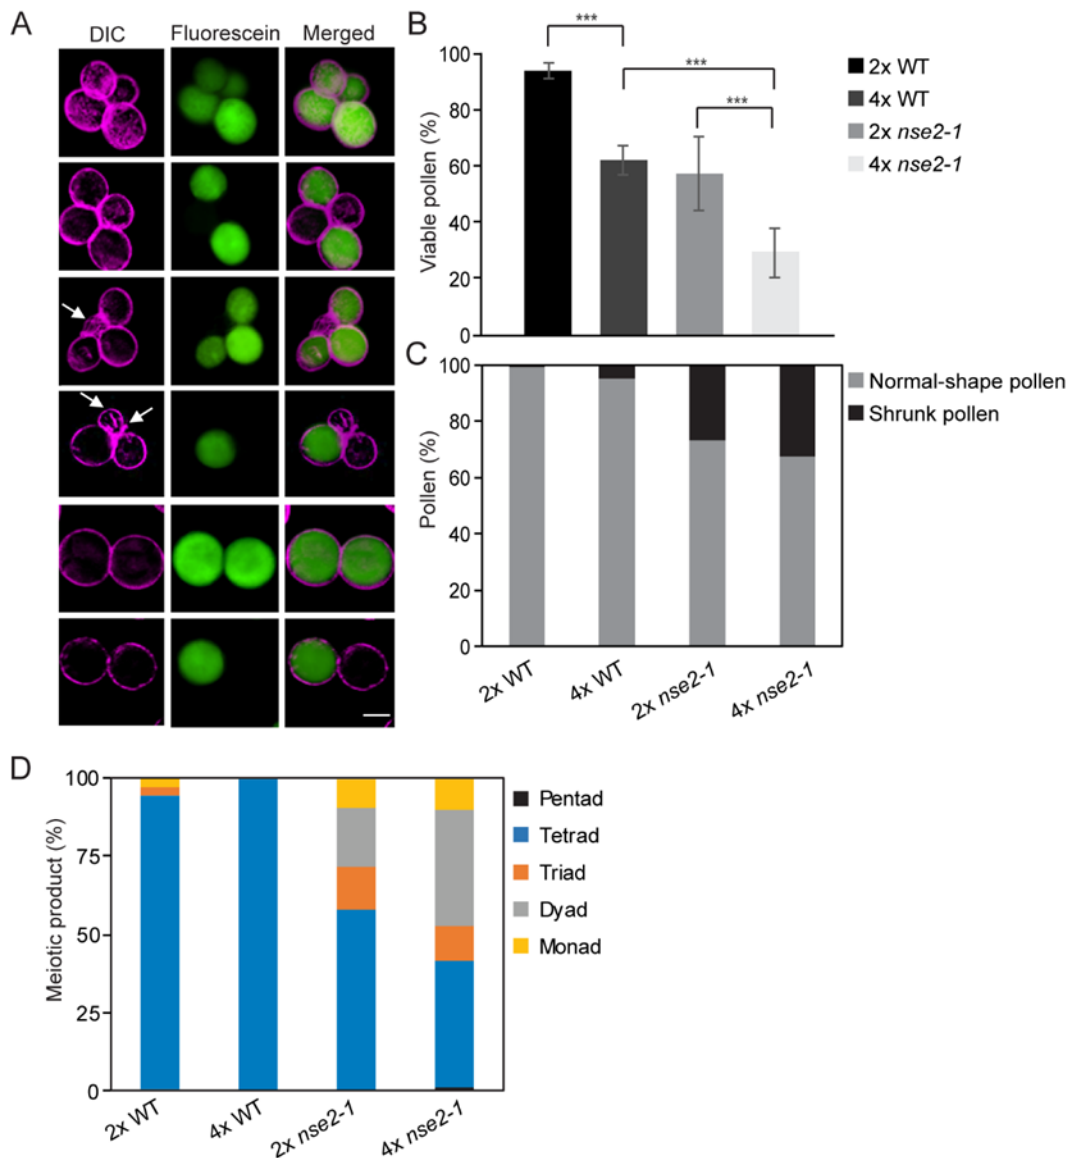 A
DIC Fluorescein Merged
B
***
***
***
100
80
60
40
20
0
Viable pollen (%)
2x WT
4x WT
2x nse2-1
4x nse2-1
C
100
80
60
40
20
0
Pollen (%)
Normal-shape pollen
Shrunk pollen
2x WT
4x WT
2x nse2-1
4x nse2-1
D
100
75
50
25
0
Meiotic product (%)
Pentad
Tetrad
Triad
Dyad
Monad
2x WT
4x WT
2x nse2-1
4x nse2-1